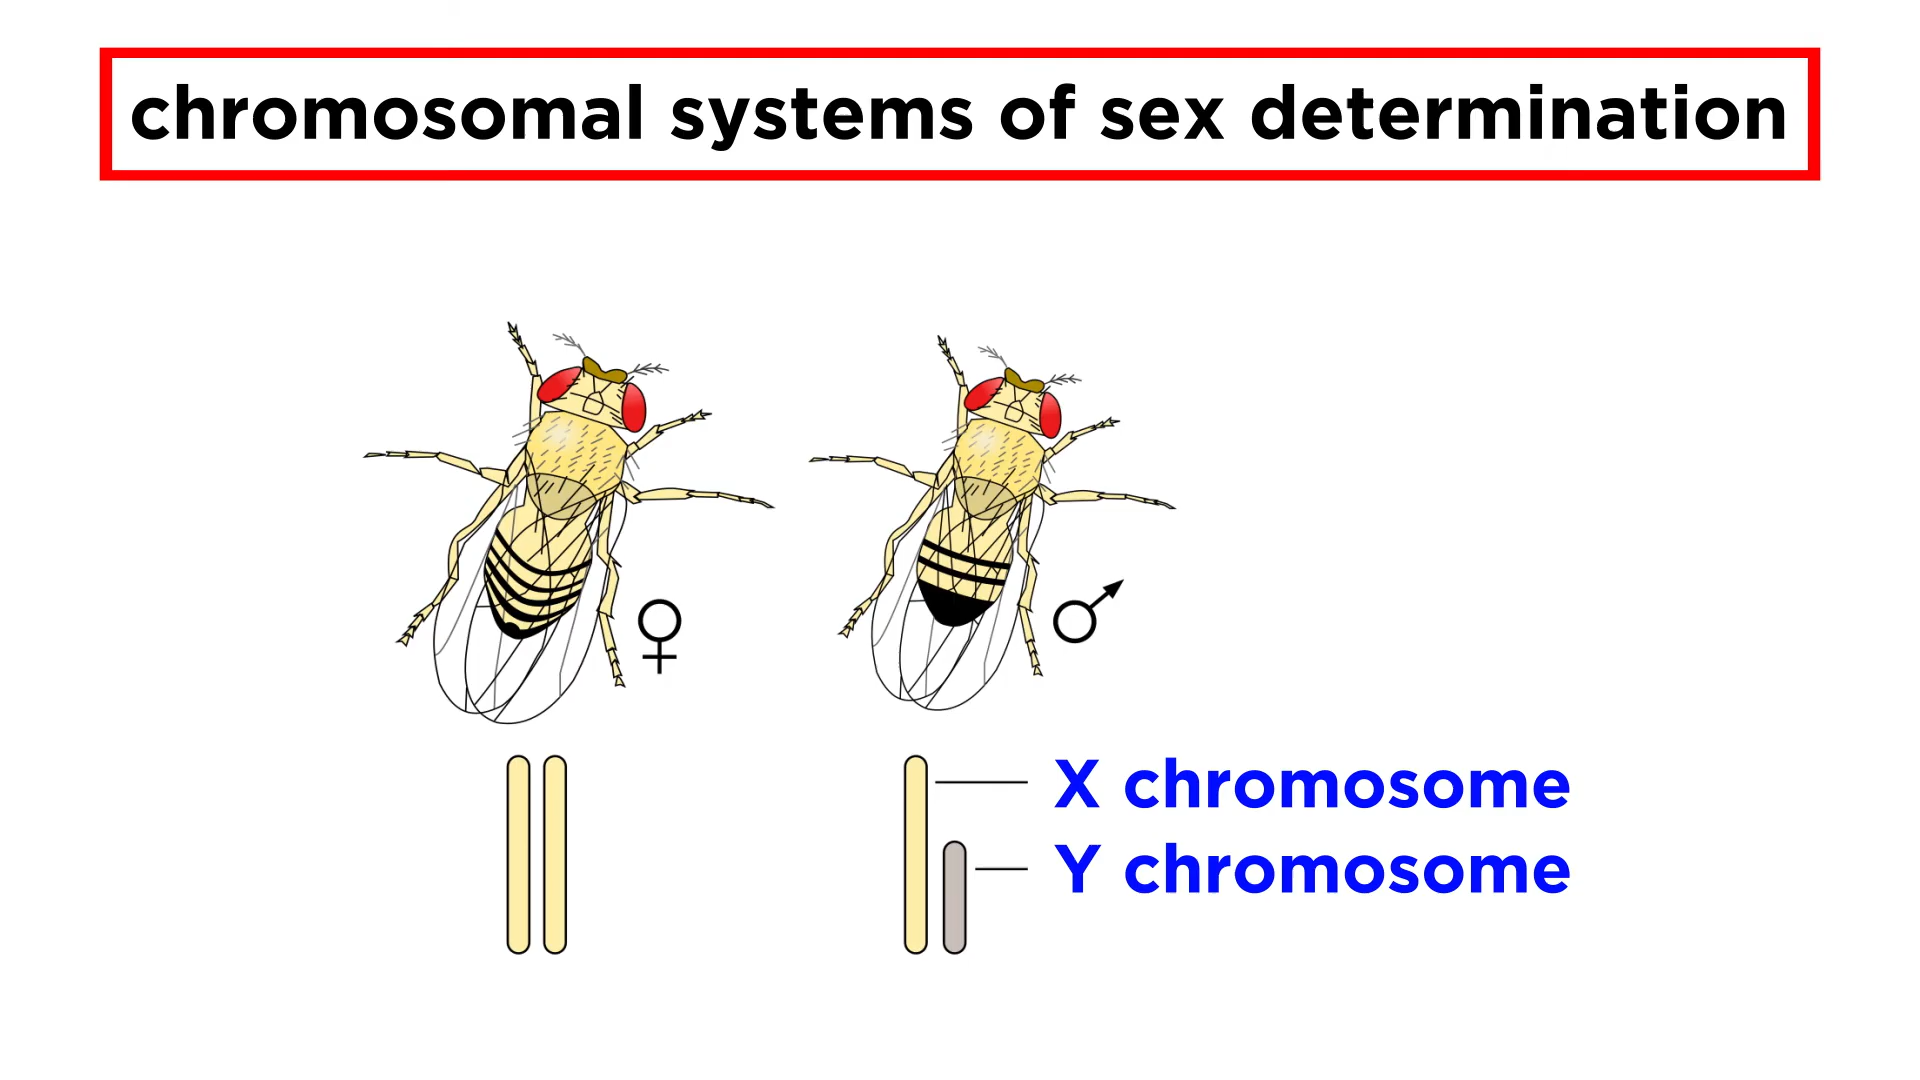 chromosomal systems of sex determination
♀
♂
X chromosome
Y chromosome